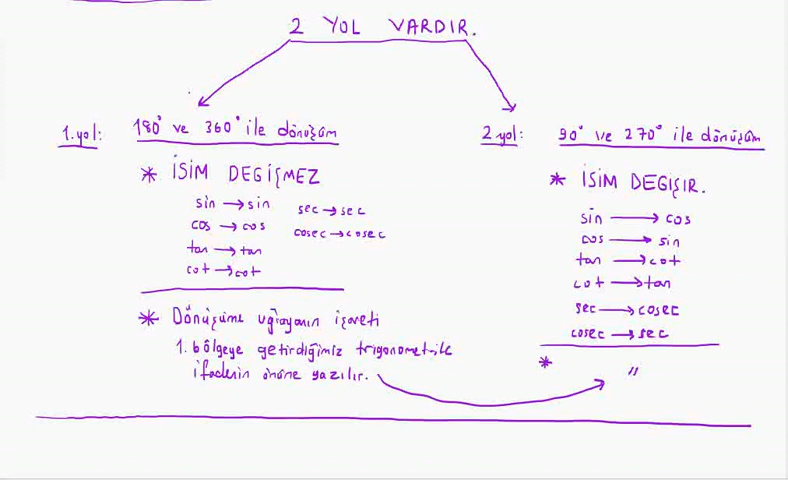 2 YOL VARDIR.
1.yol: 180° ve 360° ile dönüşüm
* İSİM DEĞİŞMEZ
sin → sin
cos → cos
tan → tan
cot → cot
sec → sec
cosec → cosec
* Dönüşüme uğrayanın işareti
1. bölgeye getirdiğimiz trigonometrik
ifadenin önüne yazılır.
2.yol: 90° ve 270° ile dönüşüm
* İSİM DEĞIŞIR.
sin → cos
cos → sin
tan → cot
cot → tan
sec → cosec
cosec → sec
* "